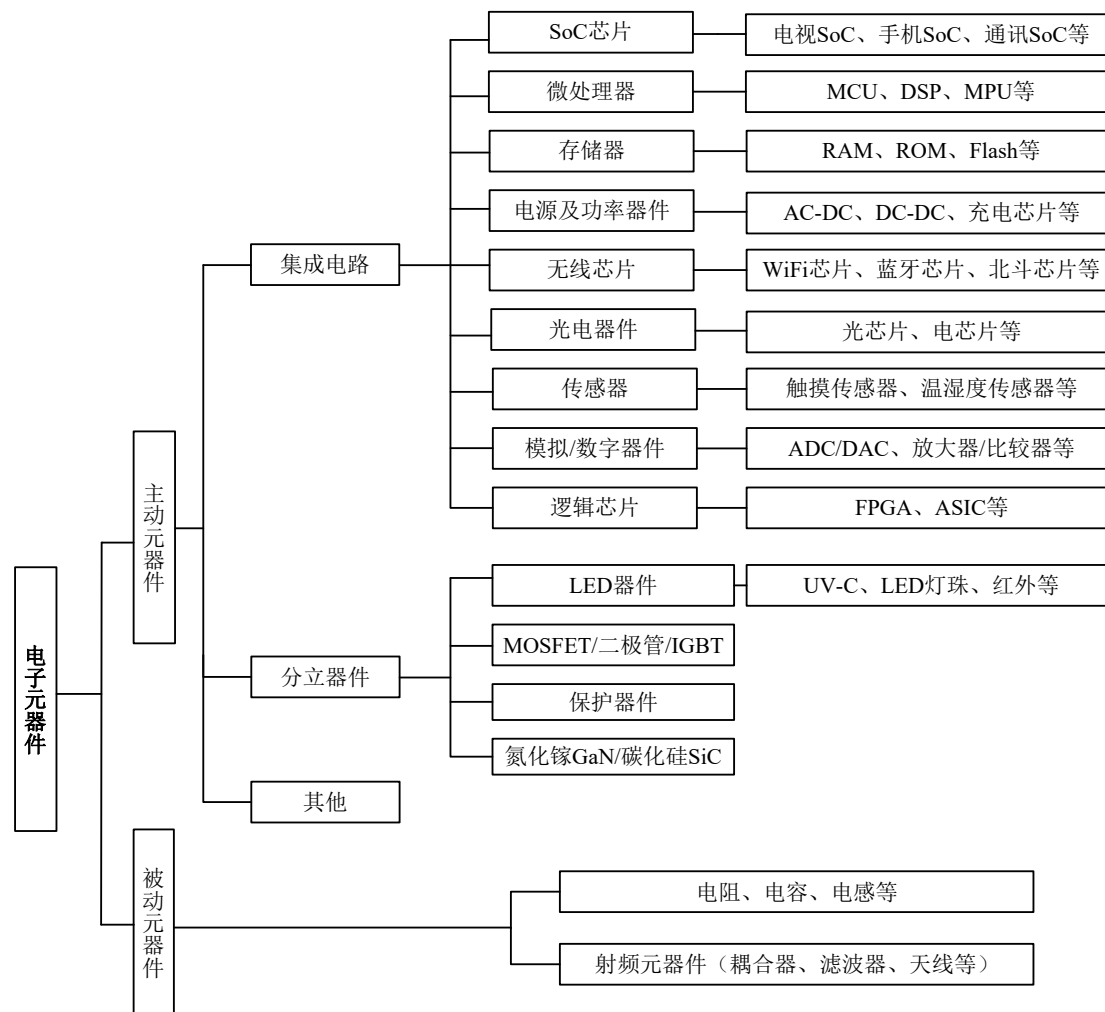 SoC芯片
电视SoC、手机SoC、通讯SoC等
微处理器
MCU、DSP、MPU等
存储器
RAM、ROM、Flash等
电源及功率器件
AC-DC、DC-DC、充电芯片等
集成电路
无线芯片
WiFi芯片、蓝牙芯片、北斗芯片等
光电器件
光芯片、电芯片等
传感器
触摸传感器、温湿度传感器等
模拟/数字器件
ADC/DAC、放大器/比较器等
主动元器件
逻辑芯片
FPGA、ASIC等
LED器件
UV-C、LED灯珠、红外等
MOSFET/二极管/IGBT
电子元器件
分立器件
保护器件
氮化镓GaN/碳化硅SiC
其他
被动元器件
电阻、电容、电感等
射频元器件（耦合器、滤波器、天线等）